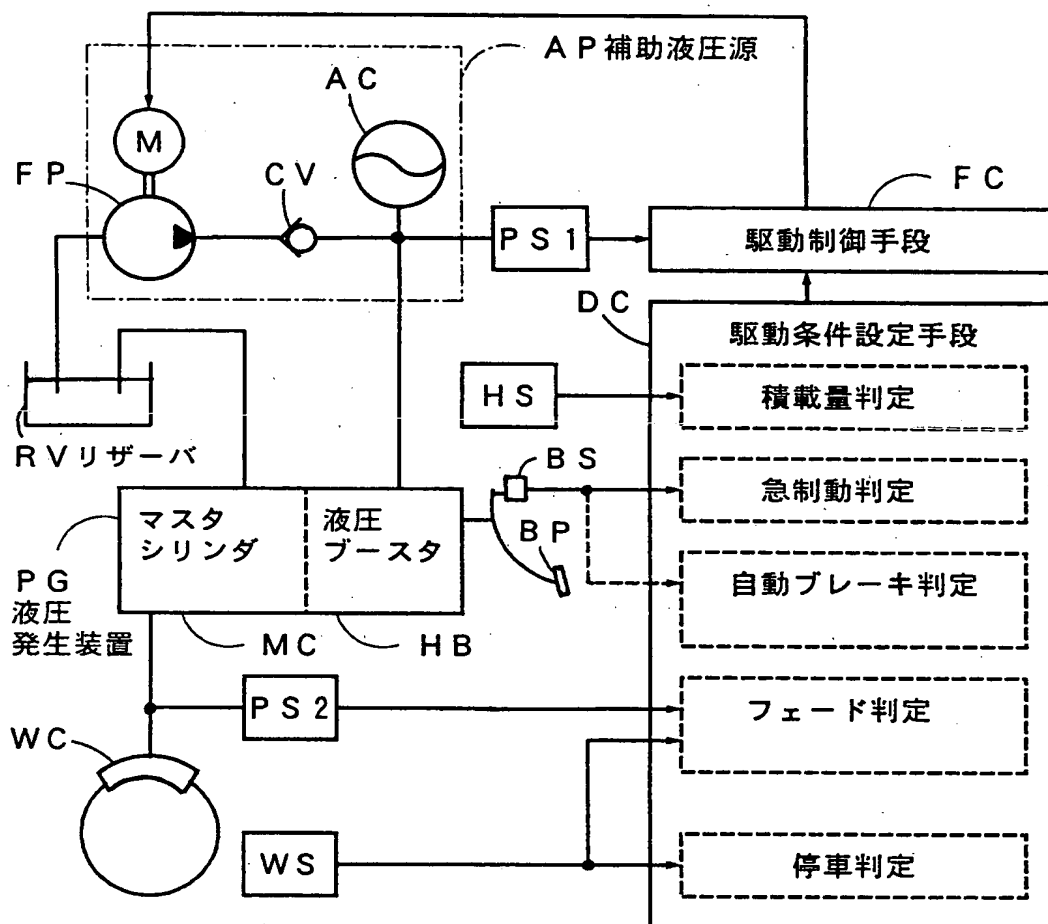 AP補助液圧源
AC
M
FP
CV
FC
PS1
駆動制御手段
DC
駆動条件設定手段
HS
積載量判定
RVリザーバ
BS
急制動判定
マスタ
シリンダ
液圧
ブースタ
BP
自動ブレーキ判定
PG
液圧
発生装置
MC
HB
PS2
フェード判定
WC
WS
停車判定